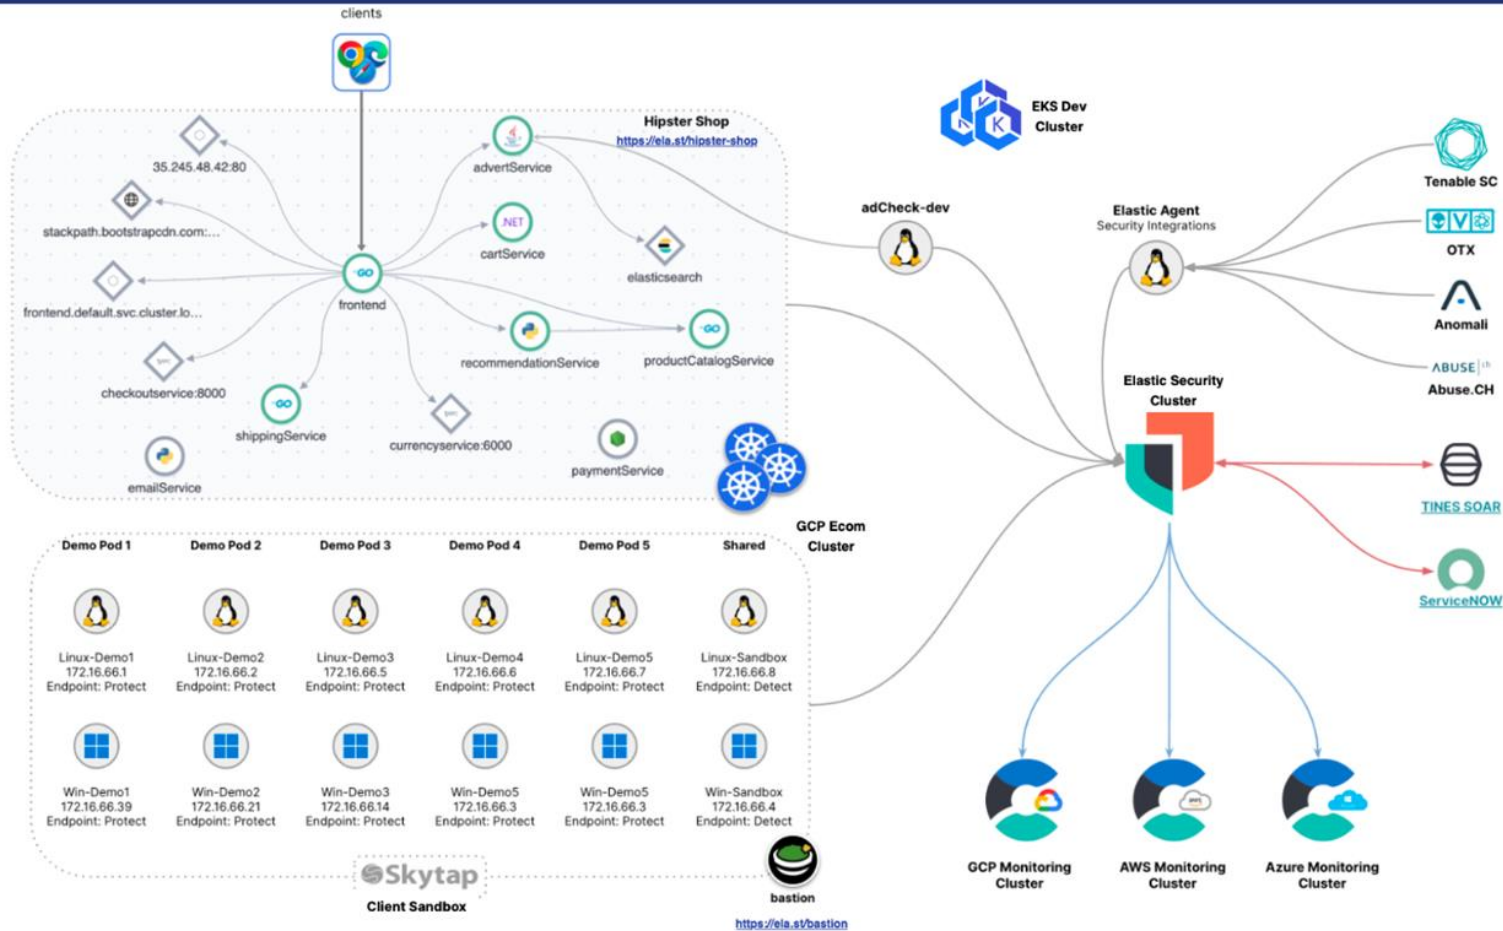 clients
Hipster Shop
https://ela.st/hipster-shop
35.245.48.42:80
advertService
stackpath.bootstrapcdn.com:...
.NET
cartService
elasticsearch
GO
frontend
frontend.default.svc.cluster.lo...
recommendationService
GO
productCatalogService
checkoutservice:8000
GO
shippingService
currencyservice:6000
paymentService
emailService
GCP Ecom
Cluster
EKS Dev
Cluster
adCheck-dev
Elastic Agent
Security Integrations
Tenable SC
OTX
Anomali
ABUSE ch
Abuse.CH
Elastic Security
Cluster
TINES SOAR
ServiceNOW
Demo Pod 1
Demo Pod 2
Demo Pod 3
Demo Pod 4
Demo Pod 5
Shared
Linux-Demo1
172.16.66.1
Endpoint: Protect
Linux-Demo2
172.16.66.2
Endpoint: Protect
Linux-Demo3
172.16.66.5
Endpoint: Protect
Linux-Demo4
172.16.66.6
Endpoint: Protect
Linux-Demo5
172.16.66.7
Endpoint: Protect
Linux-Sandbox
172.16.66.8
Endpoint: Detect
Win-Demo1
172.16.66.39
Endpoint: Protect
Win-Demo2
172.16.66.21
Endpoint: Protect
Win-Demo3
172.16.66.14
Endpoint: Protect
Win-Demo5
172.16.66.3
Endpoint: Protect
Win-Demo5
172.16.66.3
Endpoint: Protect
Win-Sandbox
172.16.66.4
Endpoint: Detect
Skytap
Client Sandbox
bastion
https://ela.st/bastion
aws
GCP Monitoring
Cluster
AWS Monitoring
Cluster
Azure Monitoring
Cluster